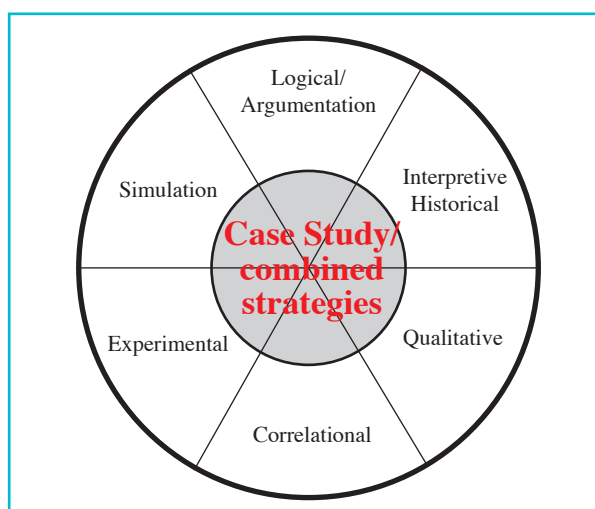 Logical/
Argumentation
Simulation
Interpretive
Historical
Case Study/
combined
strategies
Experimental
Qualitative
Correlational